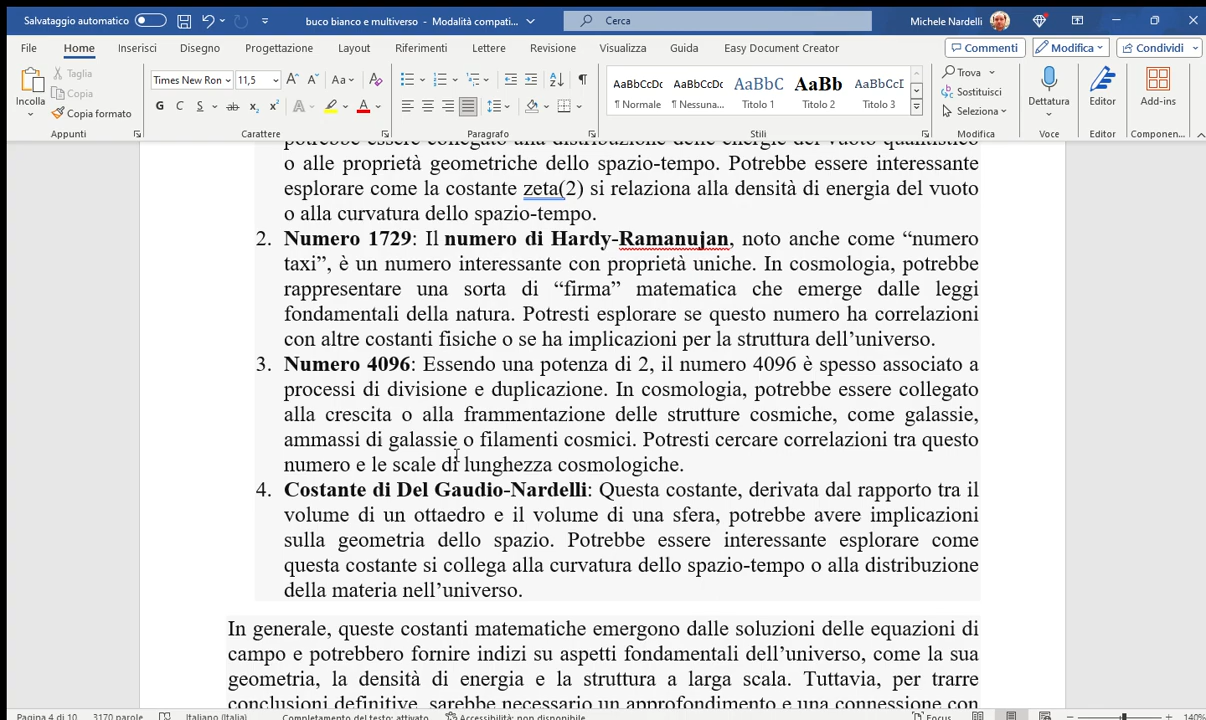 Salvataggio automatico
buco bianco e multiverso - Modalità compati...
Cerca
Michele Nardelli
File Home Inserisci Disegno Progettazione Layout Riferimenti Lettere Revisione Visualizza Guida Easy Document Creator
Commenti Modifica Condividi
Incolla
Taglia
Copia
Copia formato
Times New Ron 11,5
AaBbCcDc AaBbCcDc AaBbC AaBb AaBbCcI
¶ Normale ¶ Nessuna... Titolo 1 Titolo 2 Titolo 3
Trova
Sostituisci
Seleziona
Dettatura
Editor
Add-ins
Appunti Carattere Paragrafo Stili Modifica Voce Editor Componen...
potrebbe essere collegato alla distribuzione delle energie del vuoto quantistico
o alle proprietà geometriche dello spazio-tempo. Potrebbe essere interessante
esplorare come la costante zeta(2) si relaziona alla densità di energia del vuoto
o alla curvatura dello spazio-tempo.
2. Numero 1729: Il numero di Hardy-Ramanujan, noto anche come “numero
taxi”, è un numero interessante con proprietà uniche. In cosmologia, potrebbe
rappresentare una sorta di “firma” matematica che emerge dalle leggi
fondamentali della natura. Potresti esplorare se questo numero ha correlazioni
con altre costanti fisiche o se ha implicazioni per la struttura dell’universo.
3. Numero 4096: Essendo una potenza di 2, il numero 4096 è spesso associato a
processi di divisione e duplicazione. In cosmologia, potrebbe essere collegato
alla crescita o alla frammentazione delle strutture cosmiche, come galassie,
ammassi di galassie o filamenti cosmici. Potresti cercare correlazioni tra questo
numero e le scale di lunghezza cosmologiche.
4. Costante di Del Gaudio-Nardelli: Questa costante, derivata dal rapporto tra il
volume di un ottaedro e il volume di una sfera, potrebbe avere implicazioni
sulla geometria dello spazio. Potrebbe essere interessante esplorare come
questa costante si collega alla curvatura dello spazio-tempo o alla distribuzione
della materia nell’universo.
In generale, queste costanti matematiche emergono dalle soluzioni delle equazioni di
campo e potrebbero fornire indizi su aspetti fondamentali dell’universo, come la sua
geometria, la densità di energia e la struttura a larga scala. Tuttavia, per trarre
conclusioni definitive, sarebbe necessario un approfondimento e una connessione con
Pagina 4 di 10 3170 parole Italiano (Italia) Completamento del testo: attivato Accessibilità: non disponibile Focus 140%